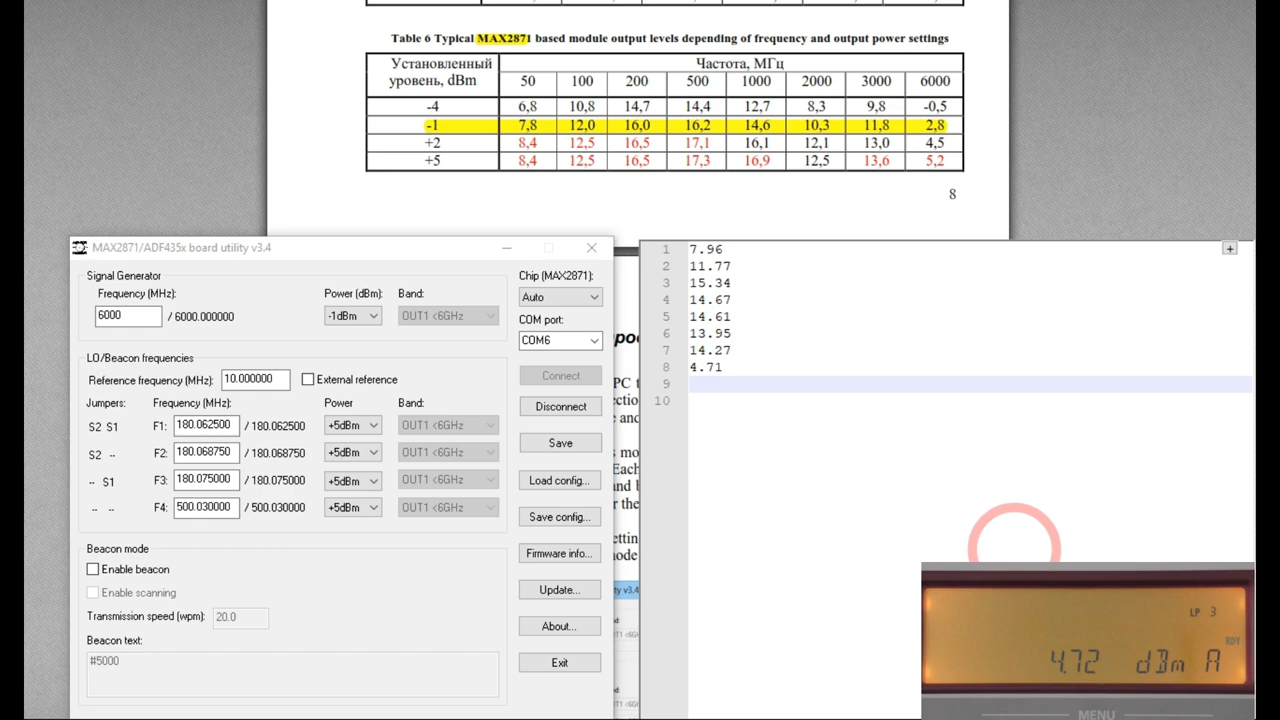 Table 6 Typical MAX2871 based module output levels depending of frequency and output power settings
Установленный уровень, dBm
Частота, МГц
50 100 200 500 1000 2000 3000 6000
-4 6,8 10,8 14,7 14,4 12,7 8,3 9,8 -0,5
-1 7,8 12,0 16,0 16,2 14,6 10,3 11,8 2,8
+2 8,4 12,5 16,5 17,1 16,1 12,1 13,0 4,5
+5 8,4 12,5 16,5 17,3 16,9 12,5 13,6 5,2
8
MAX2871/ADF435x board utility v3.4
Signal Generator
Frequency (MHz): Power (dBm): Band:
6000 / 6000.000000 -1dBm OUT1 <6GHz
LO/Beacon frequencies
Reference frequency (MHz): 10.000000 External reference
Jumpers: Frequency (MHz): Power Band:
S2 S1 F1: 180.062500 / 180.062500 +5dBm OUT1 <6GHz
S2 -- F2: 180.068750 / 180.068750 +5dBm OUT1 <6GHz
-- S1 F3: 180.075000 / 180.075000 +5dBm OUT1 <6GHz
-- -- F4: 500.030000 / 500.030000 +5dBm OUT1 <6GHz
Beacon mode
Enable beacon
Enable scanning
Transmission speed (wpm): 20.0
Beacon text:
#5000
Chip (MAX2871):
Auto
COM port:
COM6
Connect
Disconnect
Save
Load config...
Save config...
Firmware info...
Update...
About...
Exit
1 7.96
2 11.77
3 15.34
4 14.67
5 14.61
6 13.95
7 14.27
8 4.71
9
10
LP 3
RDY
4.72 dBm A
MENU